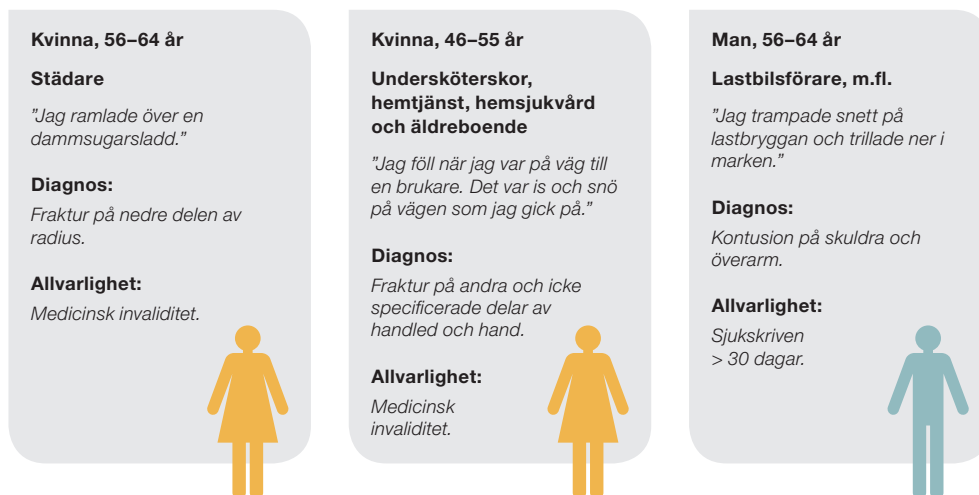 Kvinna, 56–64 år
Städare
”Jag ramlade över en
dammsugarsladd.”
Diagnos:
Fraktur på nedre delen av
radius.
Allvarlighet:
Medicinsk invaliditet.
Kvinna, 46–55 år
Undersköterskor,
hemtjänst, hemsjukvård
och äldreboende
”Jag föll när jag var på väg till
en brukare. Det var is och snö
på vägen som jag gick på.”
Diagnos:
Fraktur på andra och icke
specificerade delar av
handled och hand.
Allvarlighet:
Medicinsk
invaliditet.
Man, 56–64 år
Lastbilsförare, m.fl.
”Jag trampade snett på
lastbryggan och trillade ner i
marken.”
Diagnos:
Kontusion på skuldra och
överarm.
Allvarlighet:
Sjukskriven
> 30 dagar.